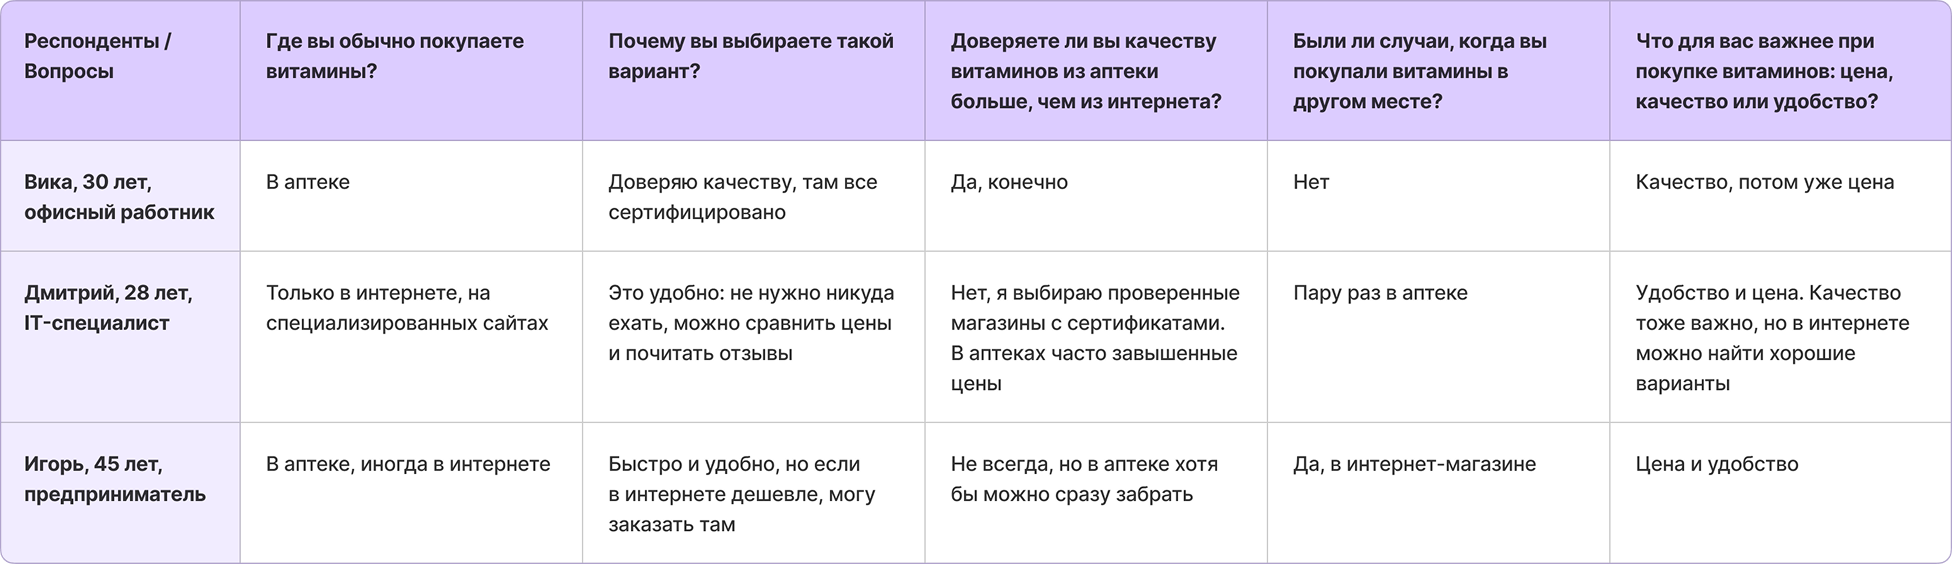 Респонденты /
Вопросы
Где вы обычно покупаете
витамины?
Почему вы выбираете такой
вариант?
Доверяете ли вы качеству
витаминов из аптеки
больше, чем из интернета?
Были ли случаи, когда вы
покупали витамины в
другом месте?
Что для вас важнее при
покупке витаминов: цена,
качество или удобство?
Вика, 30 лет,
офисный работник
В аптеке
Доверяю качеству, там все
сертифицировано
Да, конечно
Нет
Качество, потом уже цена
Дмитрий, 28 лет,
IT-специалист
Только в интернете, на
специализированных сайтах
Это удобно: не нужно никуда
ехать, можно сравнить цены
и почитать отзывы
Нет, я выбираю проверенные
магазины с сертификатами.
В аптеках часто завышенные
цены
Пару раз в аптеке
Удобство и цена. Качество
тоже важно, но в интернете
можно найти хорошие
варианты
Игорь, 45 лет,
предприниматель
В аптеке, иногда в интернете
Быстро и удобно, но если
в интернете дешевле, могу
заказать там
Не всегда, но в аптеке хотя
бы можно сразу забрать
Да, в интернет-магазине
Цена и удобство